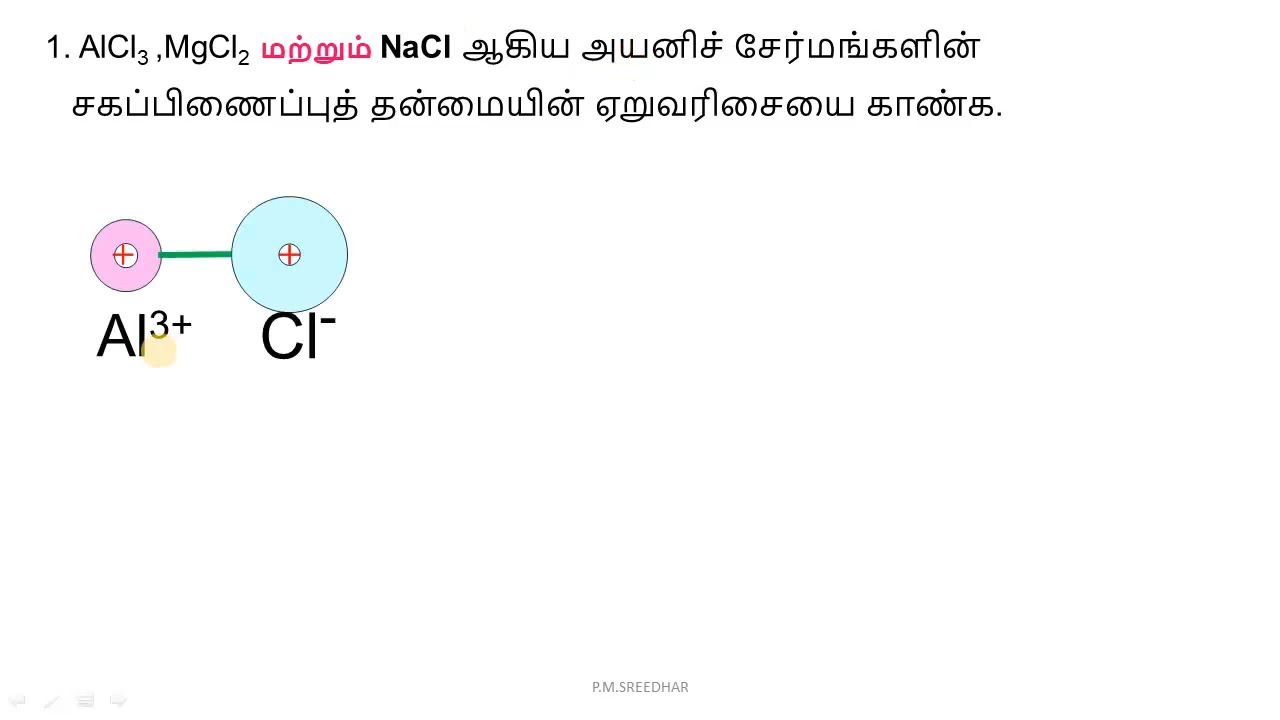 1. AlCl₃ ,MgCl₂ மற்றும் NaCl ஆகிய அயனிச் சேர்மங்களின்
சகப்பிணைப்புத் தன்மையின் ஏறுவரிசையை காண்க.
+ +
Al³⁺ Cl⁻
P.M.SREEDHAR